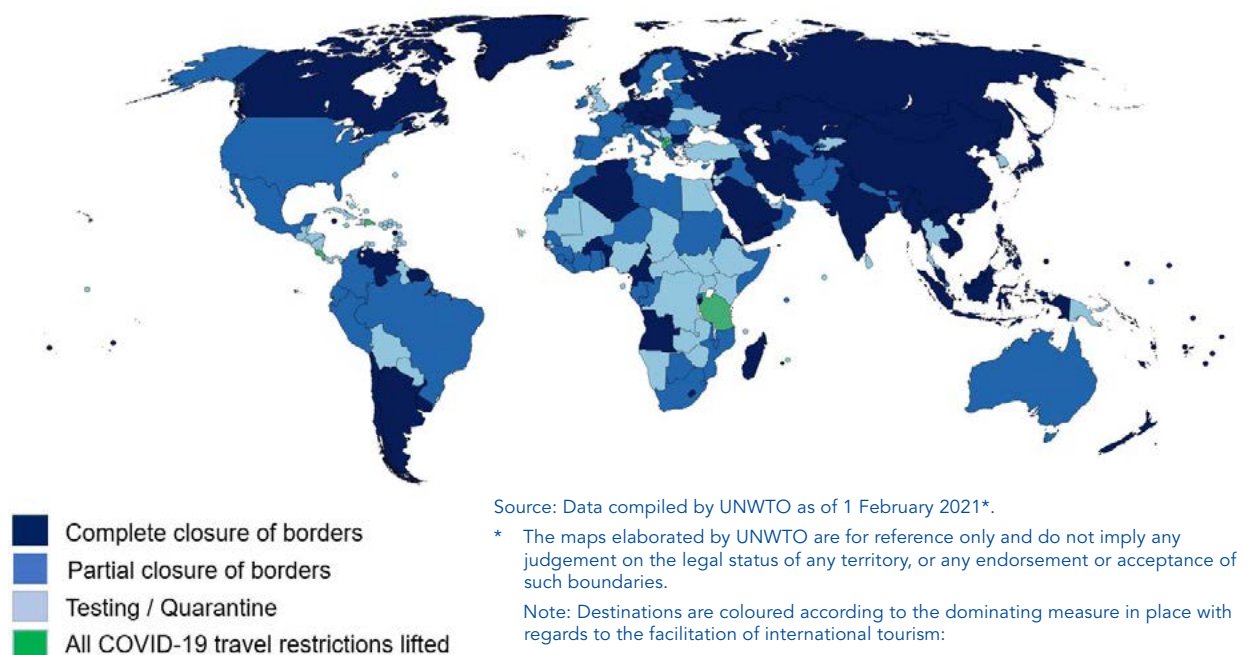 Complete closure of borders
Partial closure of borders
Testing / Quarantine
All COVID-19 travel restrictions lifted
Source: Data compiled by UNWTO as of 1 February 2021*.
* The maps elaborated by UNWTO are for reference only and do not imply any
judgement on the legal status of any territory, or any endorsement or acceptance of
such boundaries.
Note: Destinations are coloured according to the dominating measure in place with
regards to the facilitation of international tourism: